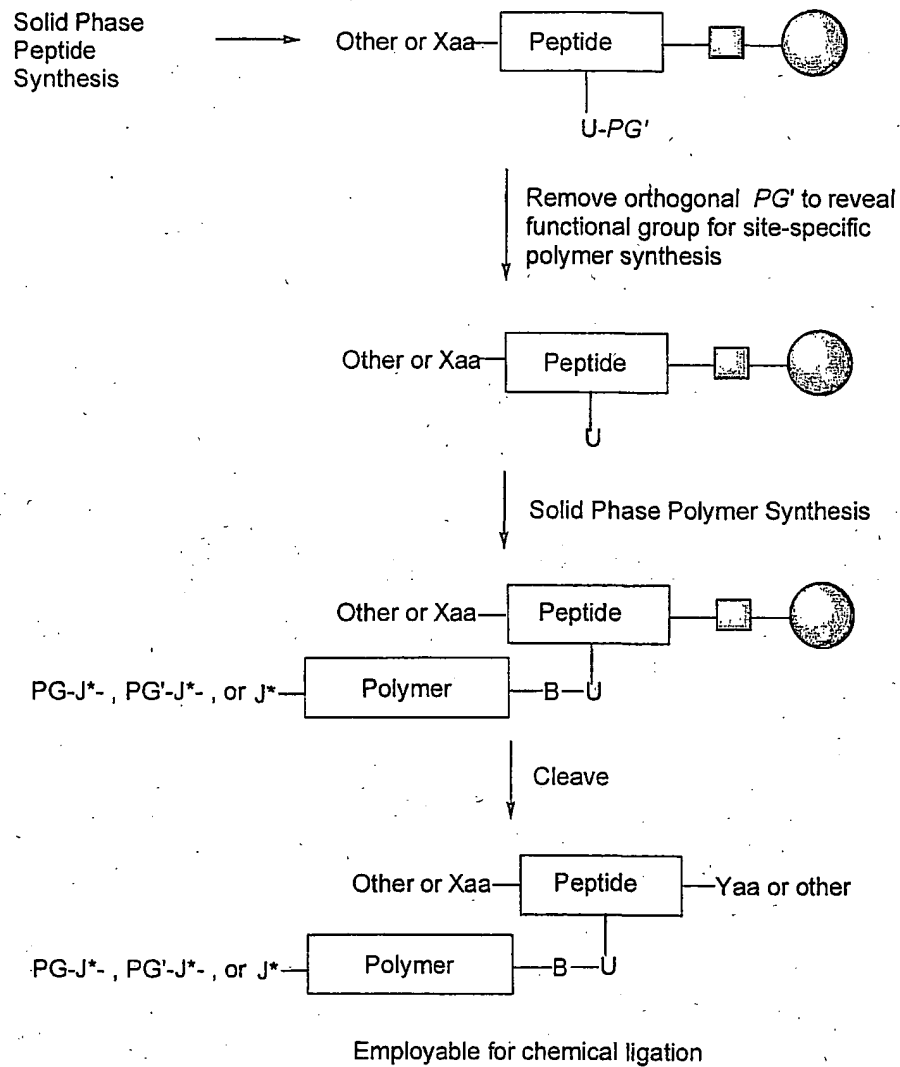 Solid Phase
Peptide
Synthesis
Other or Xaa
Peptide
U-PG'
Remove orthogonal PG' to reveal
functional group for site-specific
polymer synthesis
Other or Xaa
Peptide
U
Solid Phase Polymer Synthesis
Other or Xaa
Peptide
PG-J*- , PG'-J*- , or J*
Polymer
B
U
Cleave
Other or Xaa
Peptide
Yaa or other
PG-J*- , PG'-J*- , or J*
Polymer
B
U
Employable for chemical ligation